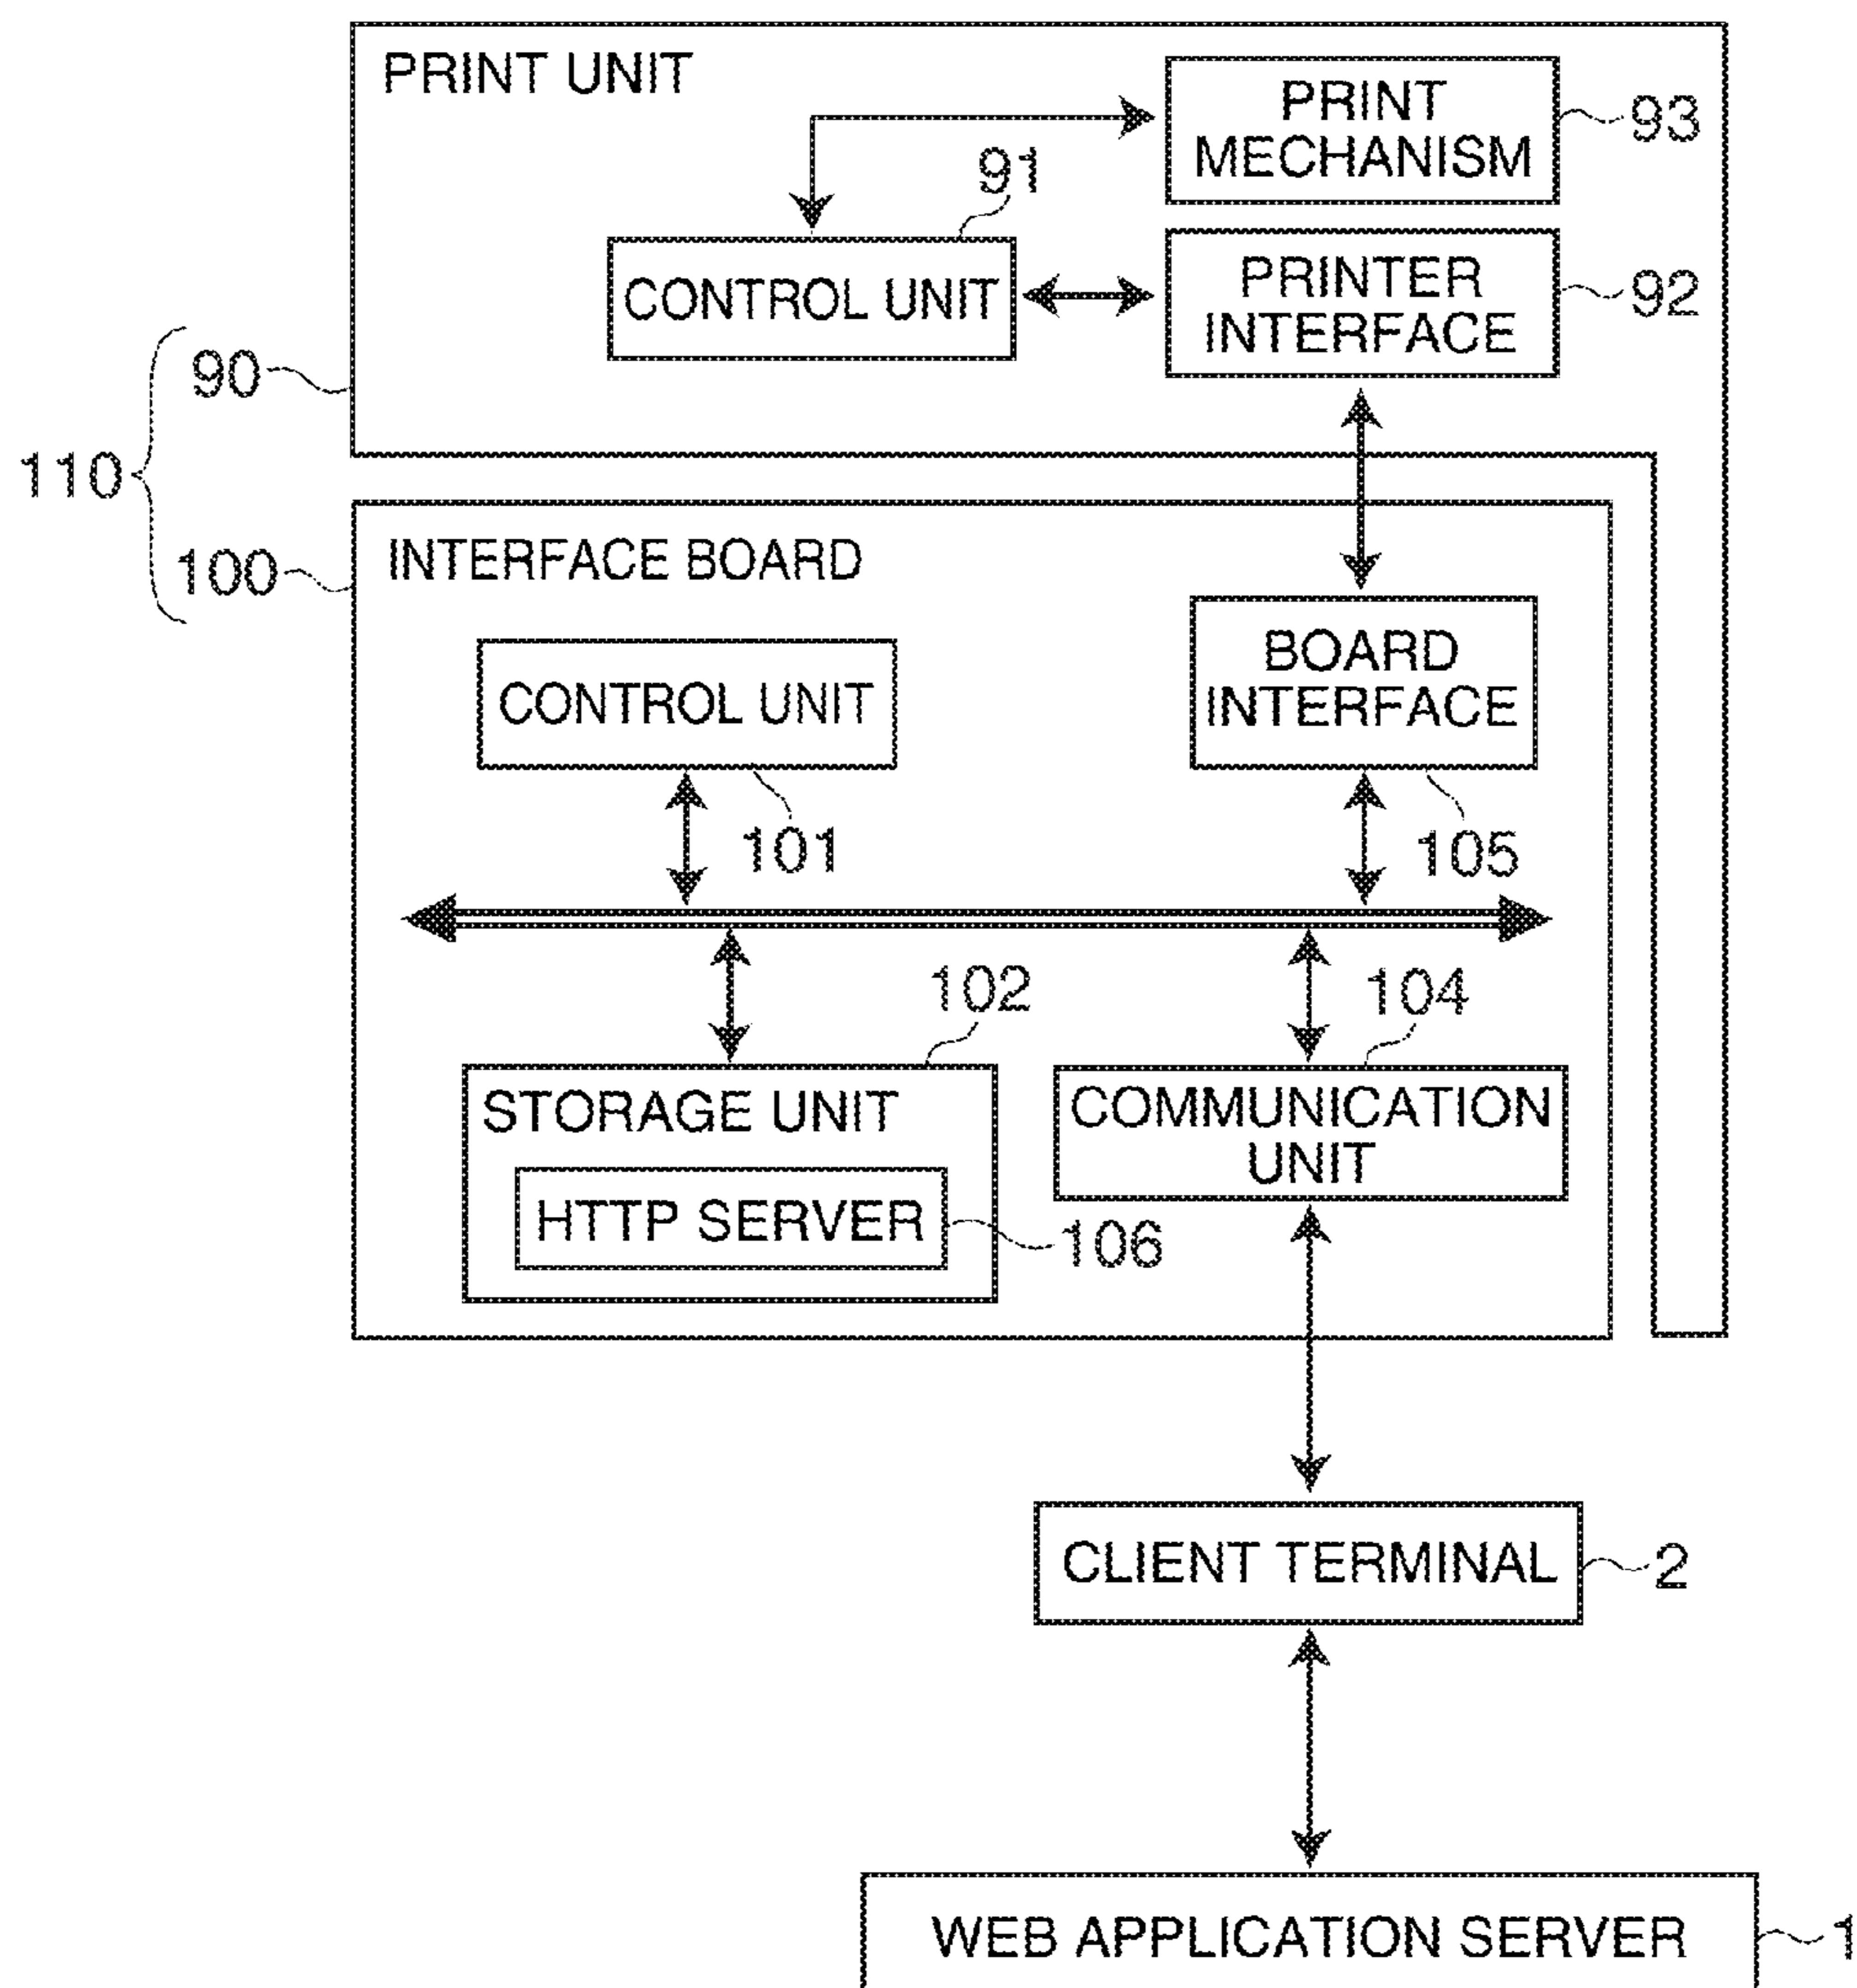 PRINT UNIT
PRINT
MECHANISM
93
91
CONTROL UNIT
PRINTER
INTERFACE
92
90
110
100
INTERFACE BOARD
CONTROL UNIT
101
BOARD
INTERFACE
105
102
STORAGE UNIT
HTTP SERVER
106
104
COMMUNICATION
UNIT
CLIENT TERMINAL
2
WEB APPLICATION SERVER
1